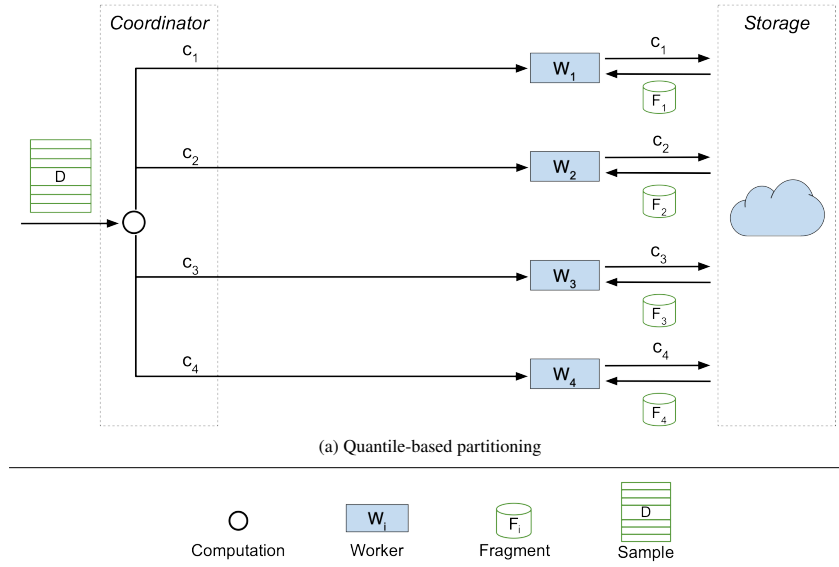 Coordinator
Storage
c1
W1
c1
F1
D
c2
W2
c2
F2
c3
W3
c3
F3
c4
W4
c4
F4
(a) Quantile-based partitioning
Wi
Fi
D
Computation
Worker
Fragment
Sample